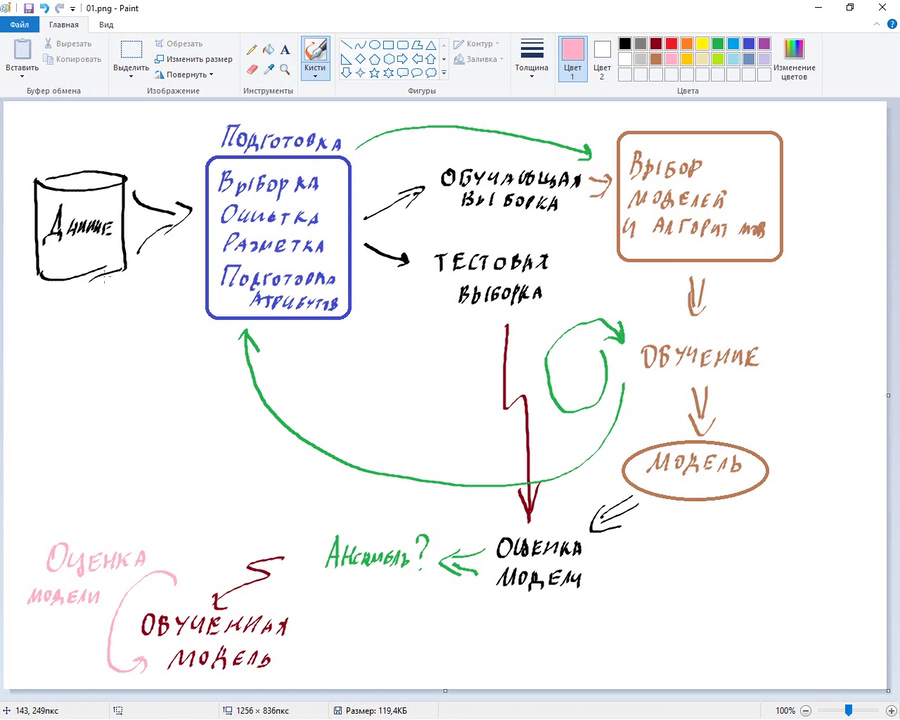 01.png - Paint
Файл
Главная
Вид
Вставить
Вырезать
Копировать
Буфер обмена
Выделить
Обрезать
Изменить размер
Повернуть
Изображение
A
Инструменты
Кисти
Контур
Заливка
Фигуры
Толщина
Цвет 1
Цвет 2
Изменение цветов
Цвета
Данные
Подготовка
Выборка
Очистка
Разметка
Подготовка
атрибутов
Обучающая
выборка
Тестовая
выборка
Выбор
моделей
и алгоритмов
Обучение
Модель
Оценка
модели
Ансамбль?
Оценка
модели
Обученная
модель
143, 249пкс
1256 × 836пкс
Размер: 119,4КБ
100%